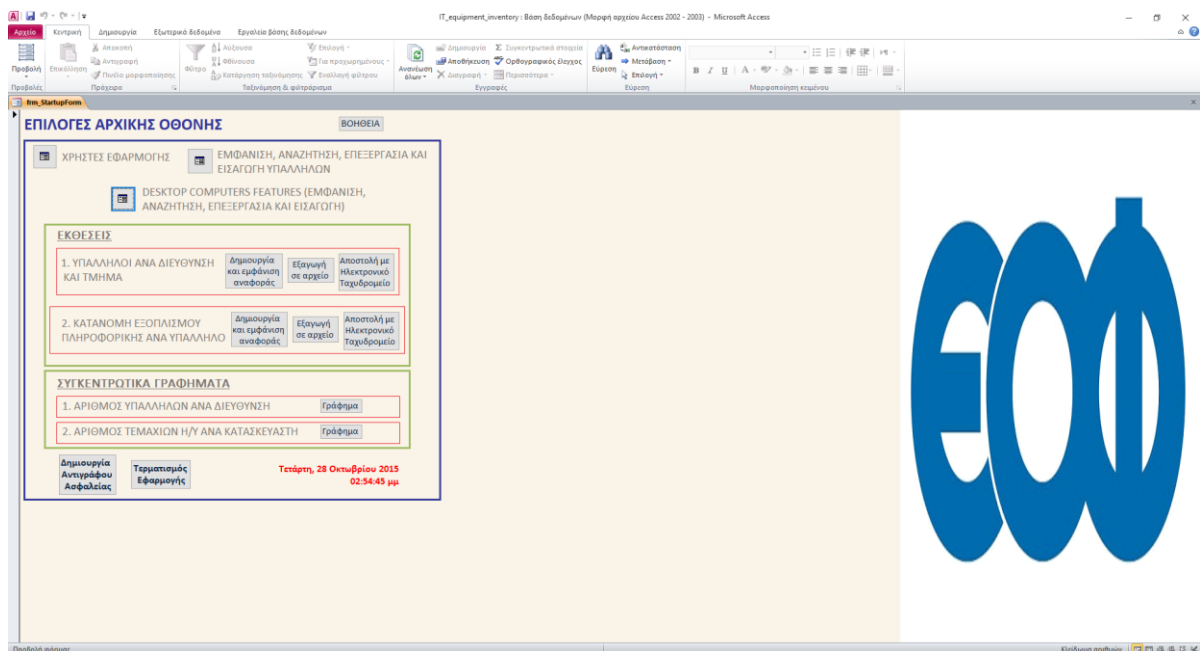 IT_equipment_inventory : Βάση δεδομένων (Μορφή αρχείου Access 2002 - 2003) - Microsoft Access
Αρχείο Κεντρική Δημιουργία Εξωτερικά δεδομένα Εργαλεία βάσης δεδομένων
Προβολή
Προβολές
Επικόλληση
Αποκοπή
Αντιγραφή
Πινέλο μορφοποίησης
Πρόχειρο
Φίλτρο
Αύξουσα
Φθίνουσα
Κατάργηση ταξινόμησης
Επιλογή
Για προχωρημένους
Εναλλαγή φίλτρου
Ταξινόμηση & φιλτράρισμα
Ανανέωση
όλων
Δημιουργία
Αποθήκευση
Διαγραφή
Συγκεντρωτικά στοιχεία
Ορθογραφικός έλεγχος
Περισσότερα
Εγγραφές
Εύρεση
Αντικατάσταση
Μετάβαση
Επιλογή
Εύρεση
B I U A
Μορφοποίηση κειμένου
frm_StartupForm
ΕΠΙΛΟΓΕΣ ΑΡΧΙΚΗΣ ΟΘΟΝΗΣ
ΒΟΗΘΕΙΑ
ΧΡΗΣΤΕΣ ΕΦΑΡΜΟΓΗΣ
ΕΜΦΑΝΙΣΗ, ΑΝΑΖΗΤΗΣΗ, ΕΠΕΞΕΡΓΑΣΙΑ ΚΑΙ
ΕΙΣΑΓΩΓΗ ΥΠΑΛΛΗΛΩΝ
DESKTOP COMPUTERS FEATURES (ΕΜΦΑΝΙΣΗ,
ΑΝΑΖΗΤΗΣΗ, ΕΠΕΞΕΡΓΑΣΙΑ ΚΑΙ ΕΙΣΑΓΩΓΗ)
ΕΚΘΕΣΕΙΣ
1. ΥΠΑΛΛΗΛΟΙ ΑΝΑ ΔΙΕΥΘΥΝΣΗ
ΚΑΙ ΤΜΗΜΑ
Δημιουργία
και εμφάνιση
αναφοράς
Εξαγωγή
σε αρχείο
Αποστολή με
Ηλεκτρονικό
Ταχυδρομείο
2. ΚΑΤΑΝΟΜΗ ΕΞΟΠΛΙΣΜΟΥ
ΠΛΗΡΟΦΟΡΙΚΗΣ ΑΝΑ ΥΠΑΛΛΗΛΟ
Δημιουργία
και εμφάνιση
αναφοράς
Εξαγωγή
σε αρχείο
Αποστολή με
Ηλεκτρονικό
Ταχυδρομείο
ΣΥΓΚΕΝΤΡΩΤΙΚΑ ΓΡΑΦΗΜΑΤΑ
1. ΑΡΙΘΜΟΣ ΥΠΑΛΛΗΛΩΝ ΑΝΑ ΔΙΕΥΘΥΝΣΗ
Γράφημα
2. ΑΡΙΘΜΟΣ ΤΕΜΑΧΙΩΝ Η/Υ ΑΝΑ ΚΑΤΑΣΚΕΥΑΣΤΗ
Γράφημα
Δημιουργία
Αντιγράφου
Ασφαλείας
Τερματισμός
Εφαρμογής
Τετάρτη, 28 Οκτωβρίου 2015
02:54:45 μμ
ΕΟΦ
Προβολή φόρμας
Κλείδωμα αριθμών